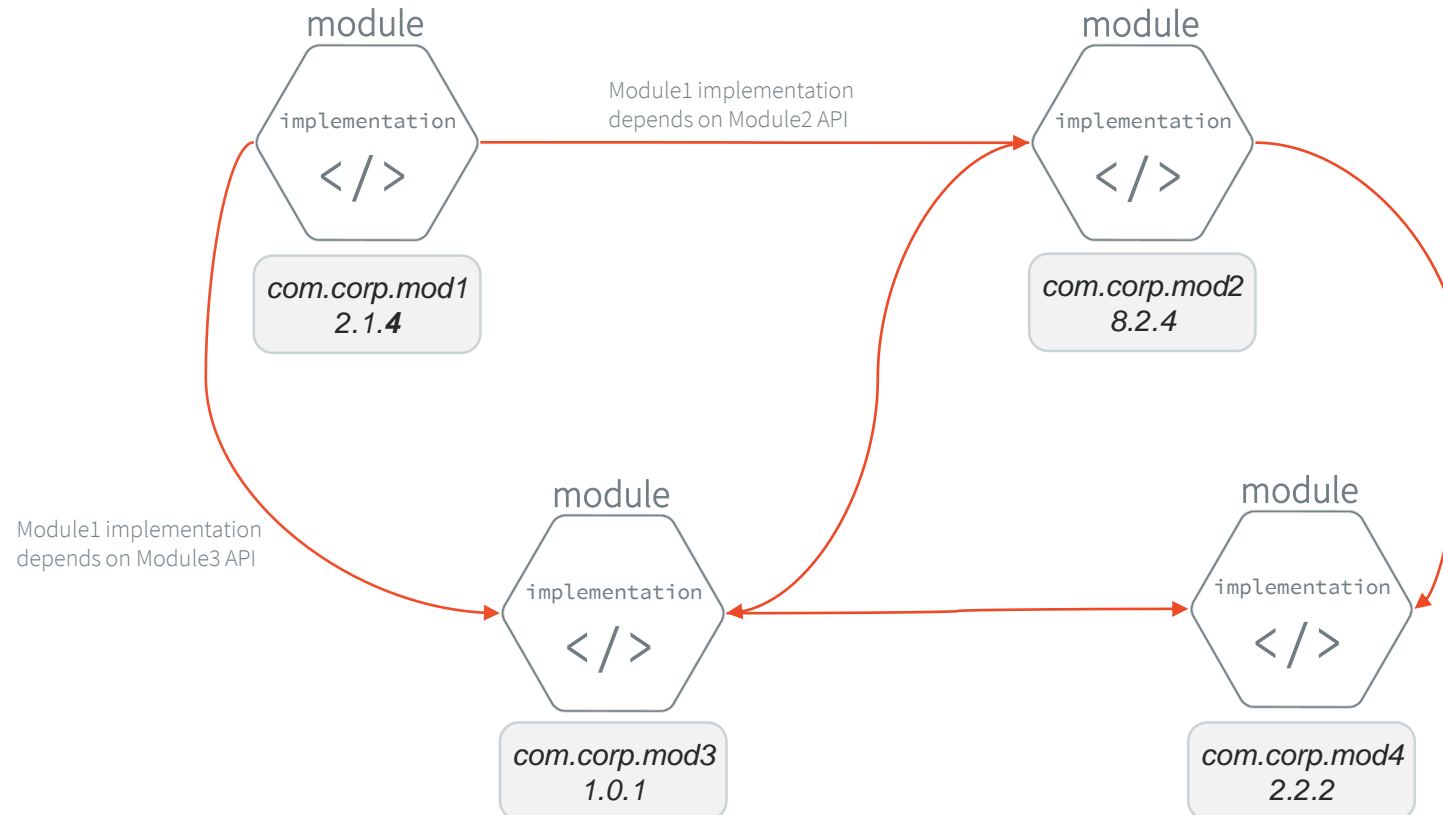 module
implementation
</>
com.corp.mod1
2.1.4
Module1 implementation
depends on Module2 API
module
implementation
</>
com.corp.mod2
8.2.4
Module1 implementation
depends on Module3 API
module
implementation
</>
com.corp.mod3
1.0.1
module
implementation
</>
com.corp.mod4
2.2.2